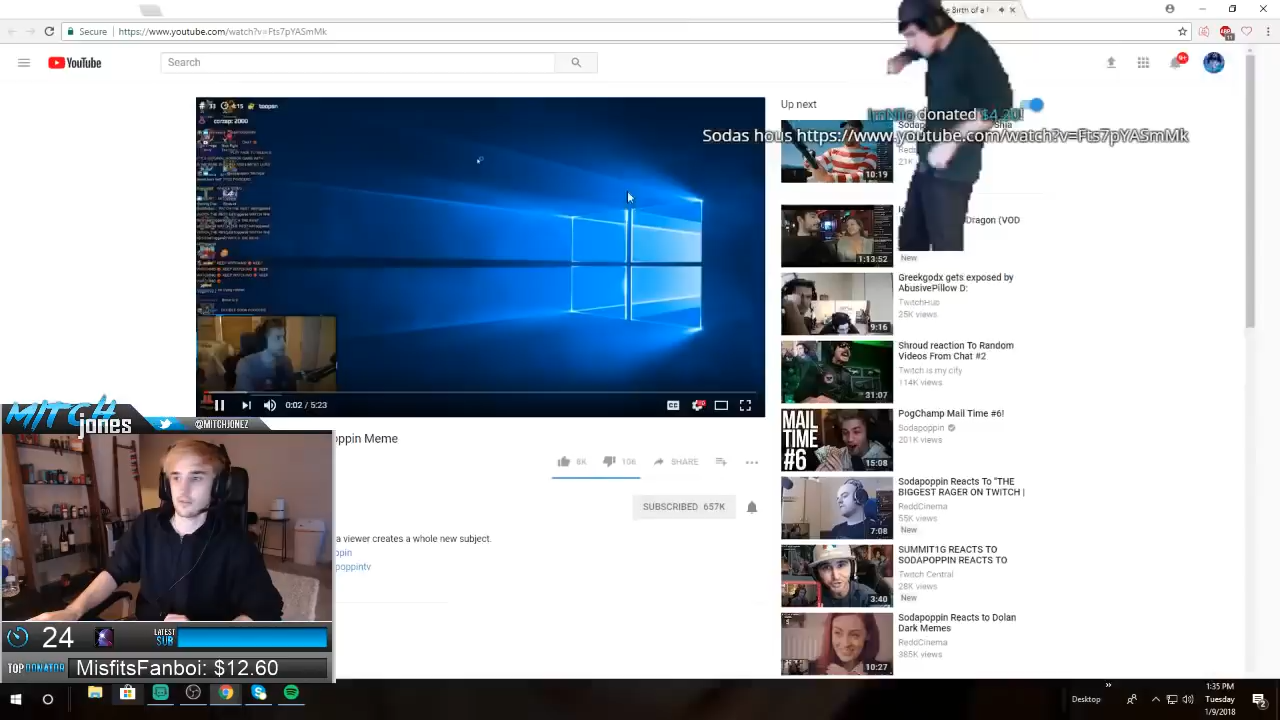 Secure
https://www.youtube.com/watch?v=Fts7pYASmMk
YouTube
Search
9+
Up next
donated $4.20!
Sodas hous https://www.youtube.com/watch?v=Fts7pYASmMk
10:19
Dragon (VOD
1:13:52
New
Greekgodx gets exposed by
AbusivePillow D:
TwitchHub
25K views
9:16
Shroud reaction To Random
Videos From Chat #2
Twitch is my city
114K views
31:07
PogChamp Mail Time #6!
Sodapoppin
201K views
MAIL
TIME
#6
15:08
Sodapoppin Reacts To "THE
BIGGEST RAGER ON TWITCH |
ReddCinema
55K views
New
7:08
SUMMIT1G REACTS TO
SODAPOPPIN REACTS TO
Twitch Central
28K views
New
3:40
Sodapoppin Reacts to Dolan
Dark Memes
ReddCinema
385K views
10:27
0:02 / 5:23
oppin Meme
8K
106
SHARE
SUBSCRIBED 657K
a viewer creates a whole new subject.
ppin
poppintv
Mitch
jones
@MITCHJONEZ
24
LATEST
SUB
TOP DONATOR
MisfitsFanboi: $12.60
Desktop
1:35 PM
Tuesday
1/9/2018
2